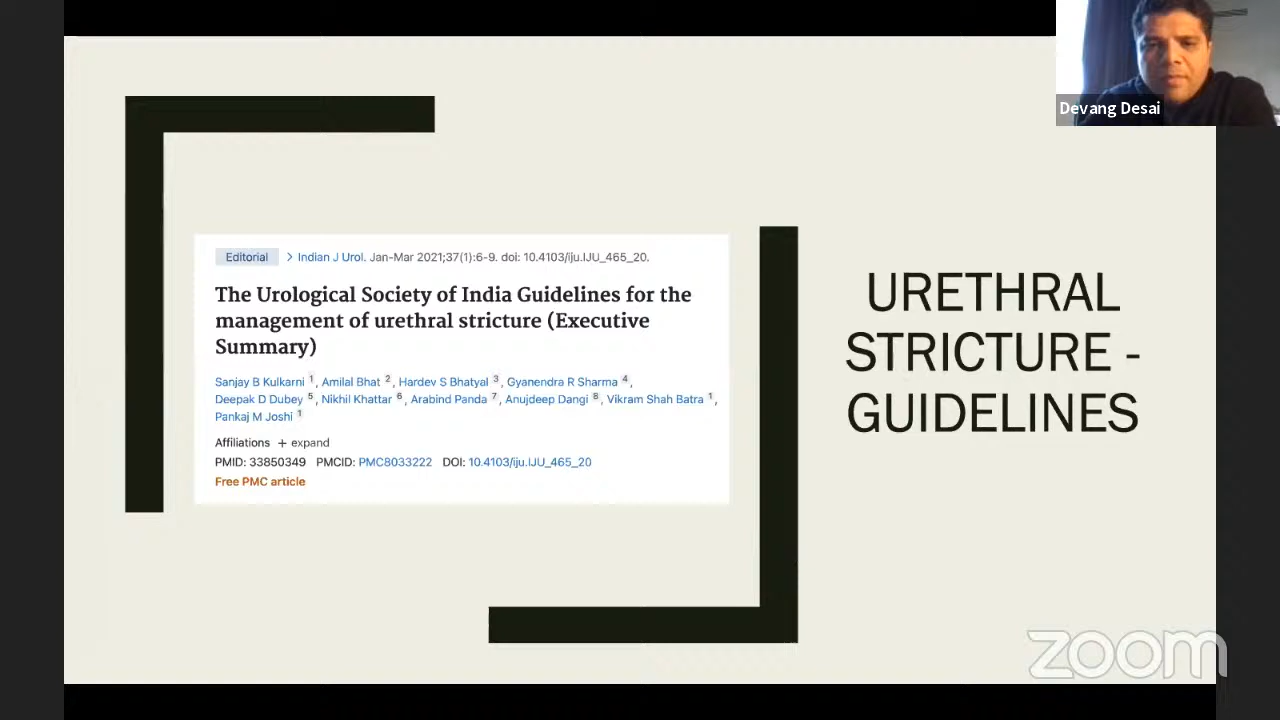 Devang Desai
Editorial > Indian J Urol. Jan-Mar 2021;37(1):6-9. doi: 10.4103/iju.IJU_465_20.
The Urological Society of India Guidelines for the
management of urethral stricture (Executive
Summary)
Sanjay B Kulkarni 1, Amilal Bhat 2, Hardev S Bhatyal 3, Gyanendra R Sharma 4,
Deepak D Dubey 5, Nikhil Khattar 6, Arabind Panda 7, Anujdeep Dangi 8, Vikram Shah Batra 1,
Pankaj M Joshi 1
Affiliations + expand
PMID: 33850349 PMCID: PMC8033222 DOI: 10.4103/iju.IJU_465_20
Free PMC article
URETHRAL
STRICTURE -
GUIDELINES
zoom